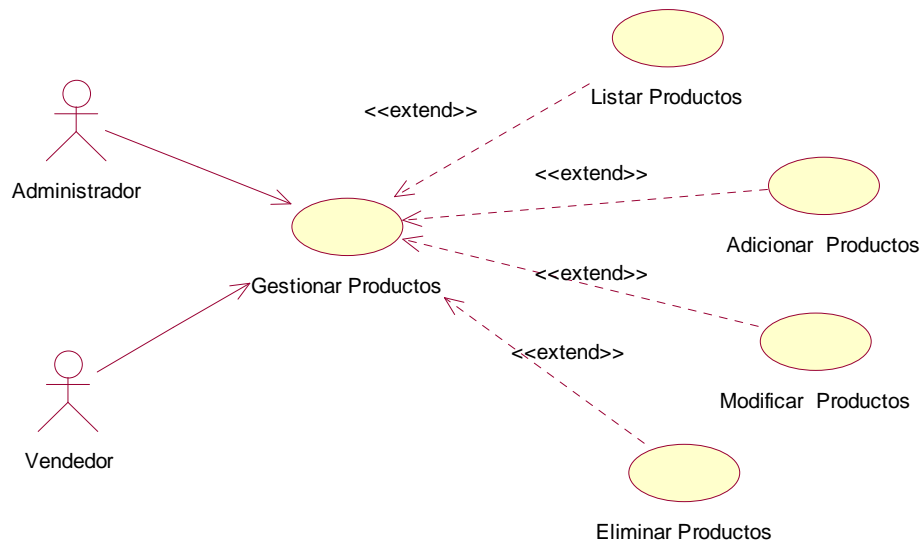 Listar Productos
<<extend>>
Administrador
<<extend>>
Adicionar Productos
Gestionar Productos
<<extend>>
<<extend>>
Modificar Productos
Vendedor
Eliminar Productos